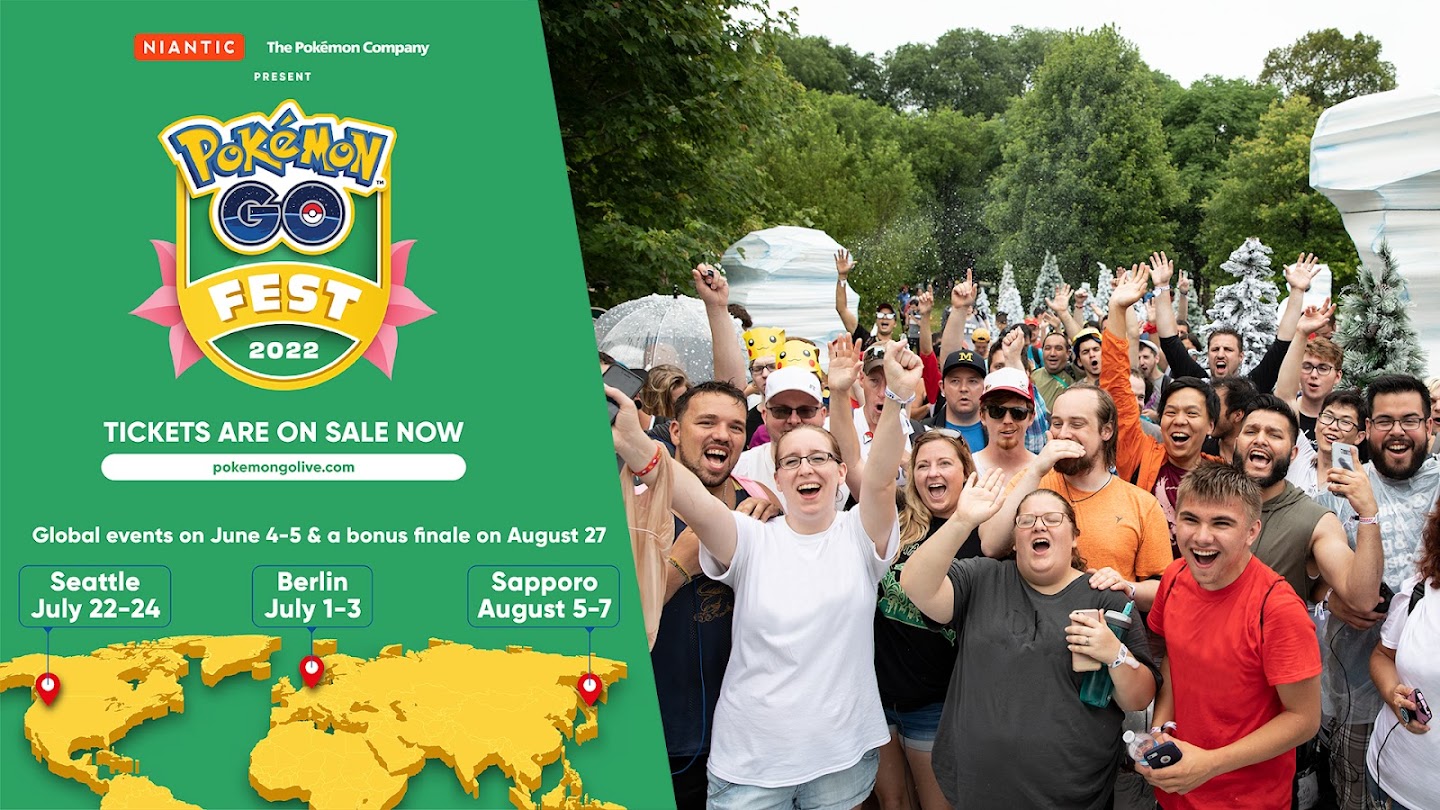 NIANTIC The Pokémon Company
PRESENT
POKéMON
TM
GO
FEST
2022
TICKETS ARE ON SALE NOW
pokemongolive.com
Global events on June 4-5 & a bonus finale on August 27
Seattle
July 22-24
Berlin
July 1-3
Sapporo
August 5-7
M